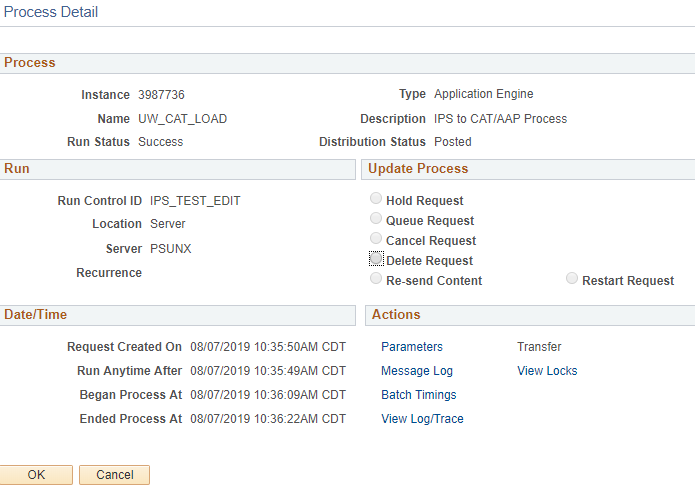 Process Detail
Process
Instance 3987736 Type Application Engine
Name UW_CAT_LOAD Description IPS to CAT/AAP Process
Run Status Success Distribution Status Posted
Run
Run Control ID IPS_TEST_EDIT
Location Server
Server PSUNX
Recurrence
Update Process
Hold Request
Queue Request
Cancel Request
Delete Request
Re-send Content Restart Request
Date/Time
Request Created On 08/07/2019 10:35:50AM CDT
Run Anytime After 08/07/2019 10:35:49AM CDT
Began Process At 08/07/2019 10:36:09AM CDT
Ended Process At 08/07/2019 10:36:22AM CDT
Actions
Parameters Transfer
Message Log View Locks
Batch Timings
View Log/Trace
OK Cancel